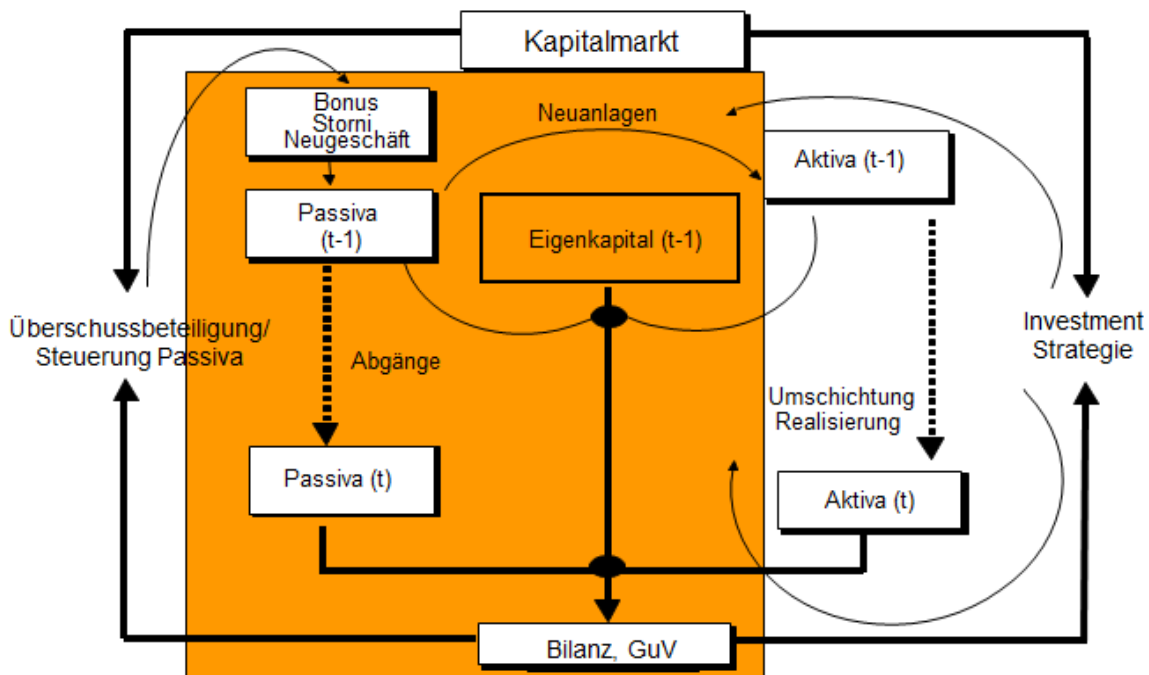 Kapitalmarkt
Bonus
Storni
Neugeschäft
Neuanlagen
Aktiva (t-1)
Passiva
(t-1)
Eigenkapital (t-1)
Überschussbeteiligung/
Steuerung Passiva
Investment
Strategie
Abgänge
Umschichtung
Realisierung
Passiva (t)
Aktiva (t)
Bilanz, GuV